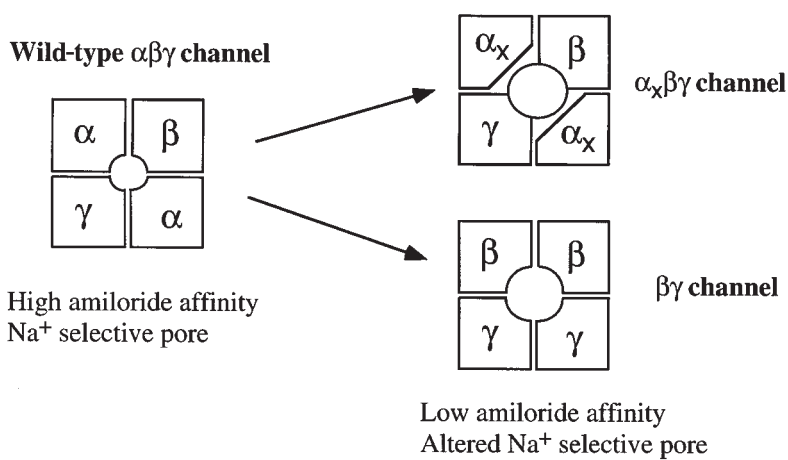 Wild-type αβγ channel
α
β
γ
α
High amiloride affinity
Na+ selective pore
αx
β
γ
αx
αxβγ channel
β
β
γ
γ
βγ channel
Low amiloride affinity
Altered Na+ selective pore